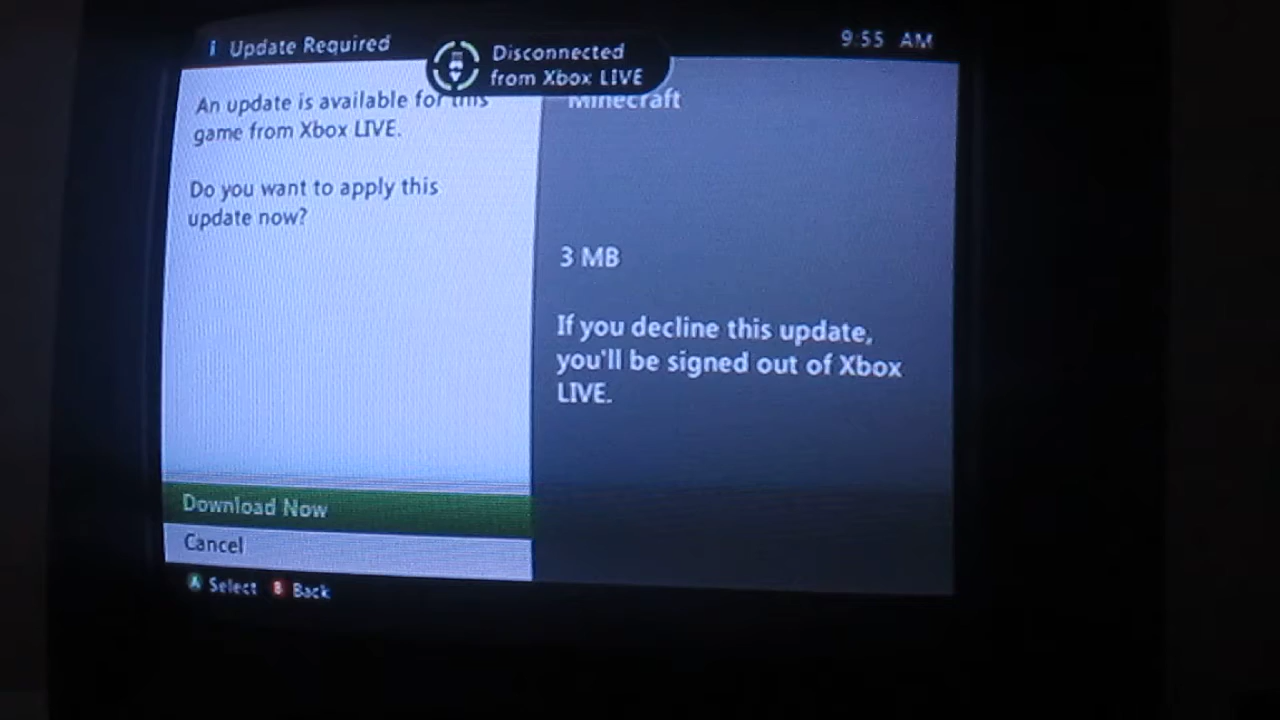 i Update Required
Disconnected
from Xbox LIVE
9:55 AM
An update is available for this
game from Xbox LIVE.
Do you want to apply this
update now?
Minecraft
3 MB
If you decline this update,
you'll be signed out of Xbox
LIVE.
Download Now
Cancel
A Select B Back